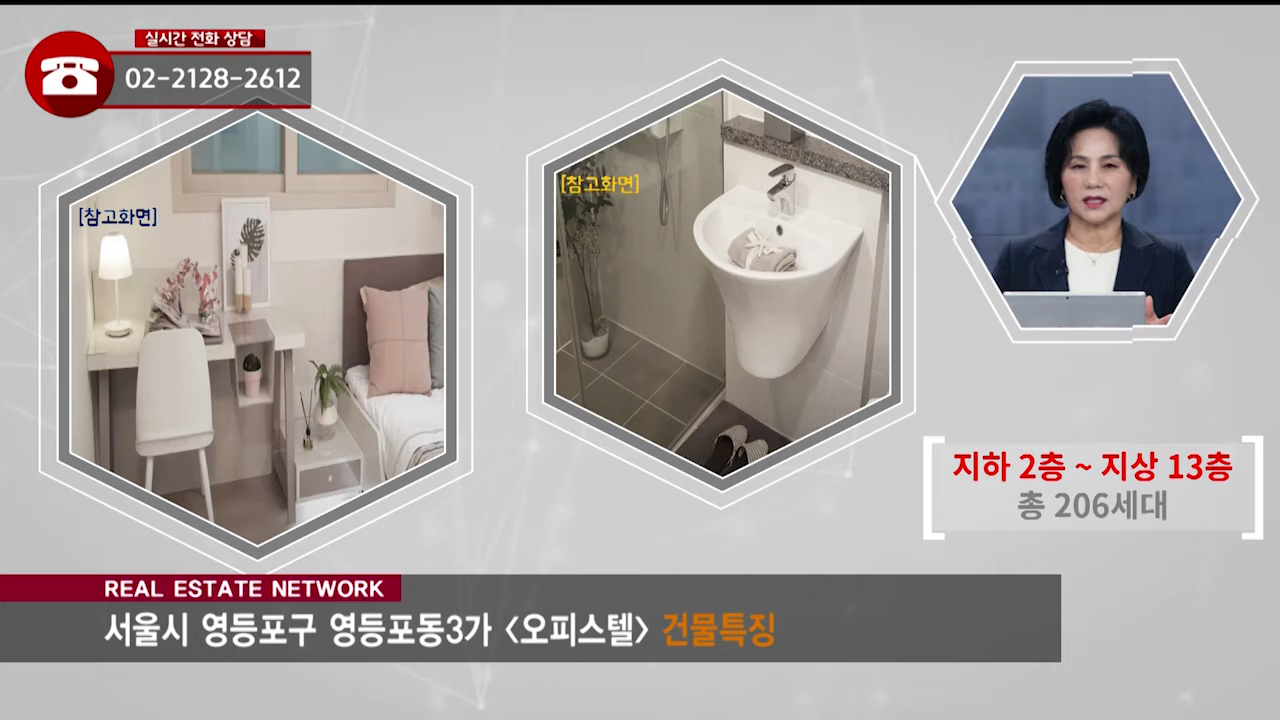 실시간 전화 상담
02-2128-2612
[참고화면]
[참고화면]
지하 2층 ~ 지상 13층
총 206세대
REAL ESTATE NETWORK
서울시 영등포구 영등포동3가 <오피스텔> 건물특징